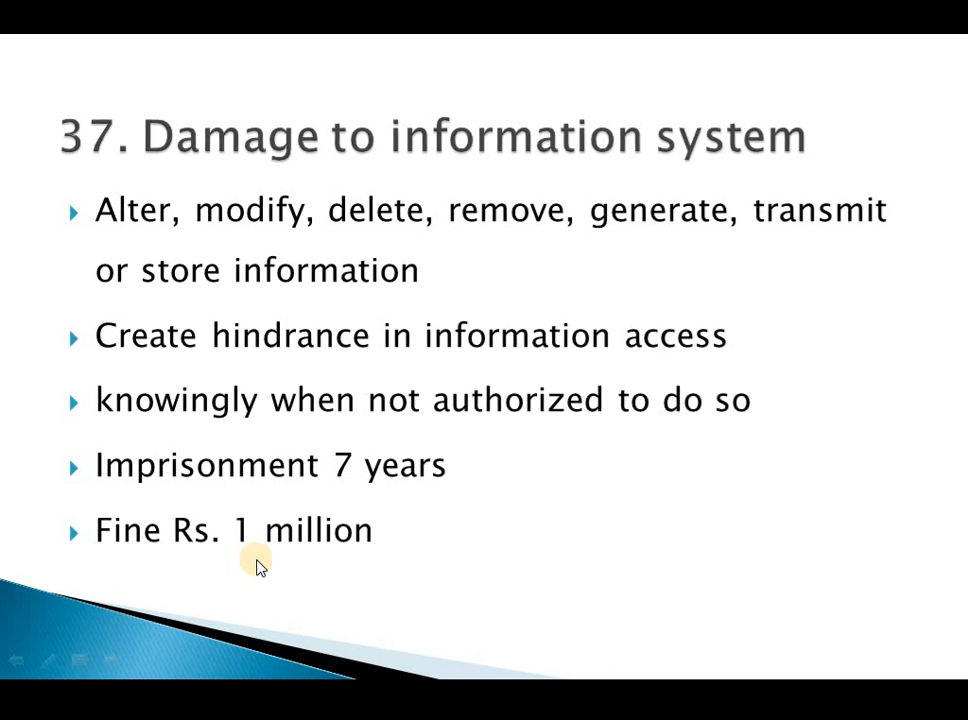 37. Damage to information system
Alter, modify, delete, remove, generate, transmit
or store information
Create hindrance in information access
knowingly when not authorized to do so
Imprisonment 7 years
Fine Rs. 1 million